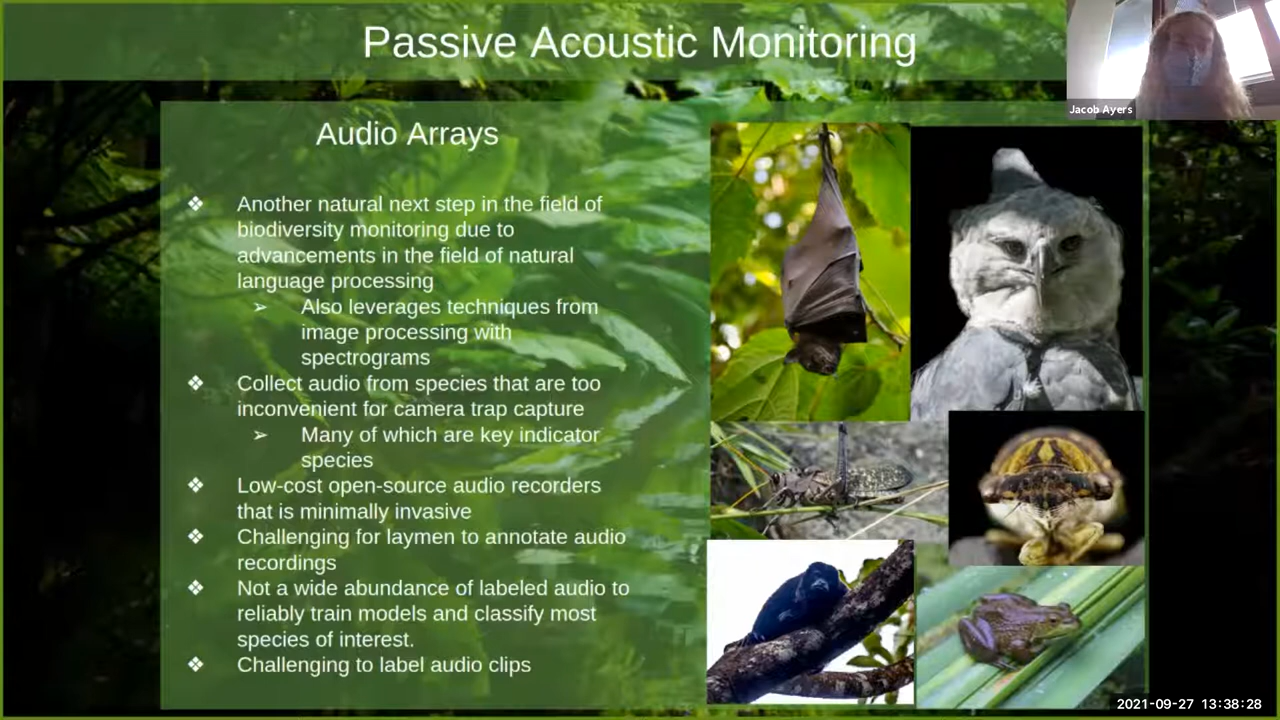 Passive Acoustic Monitoring
Jacob Ayers
Audio Arrays
❖ Another natural next step in the field of
biodiversity monitoring due to
advancements in the field of natural
language processing
➢ Also leverages techniques from
image processing with
spectrograms
❖ Collect audio from species that are too
inconvenient for camera trap capture
➢ Many of which are key indicator
species
❖ Low-cost open-source audio recorders
that is minimally invasive
❖ Challenging for laymen to annotate audio
recordings
❖ Not a wide abundance of labeled audio to
reliably train models and classify most
species of interest.
❖ Challenging to label audio clips
2021-09-27 13:38:28